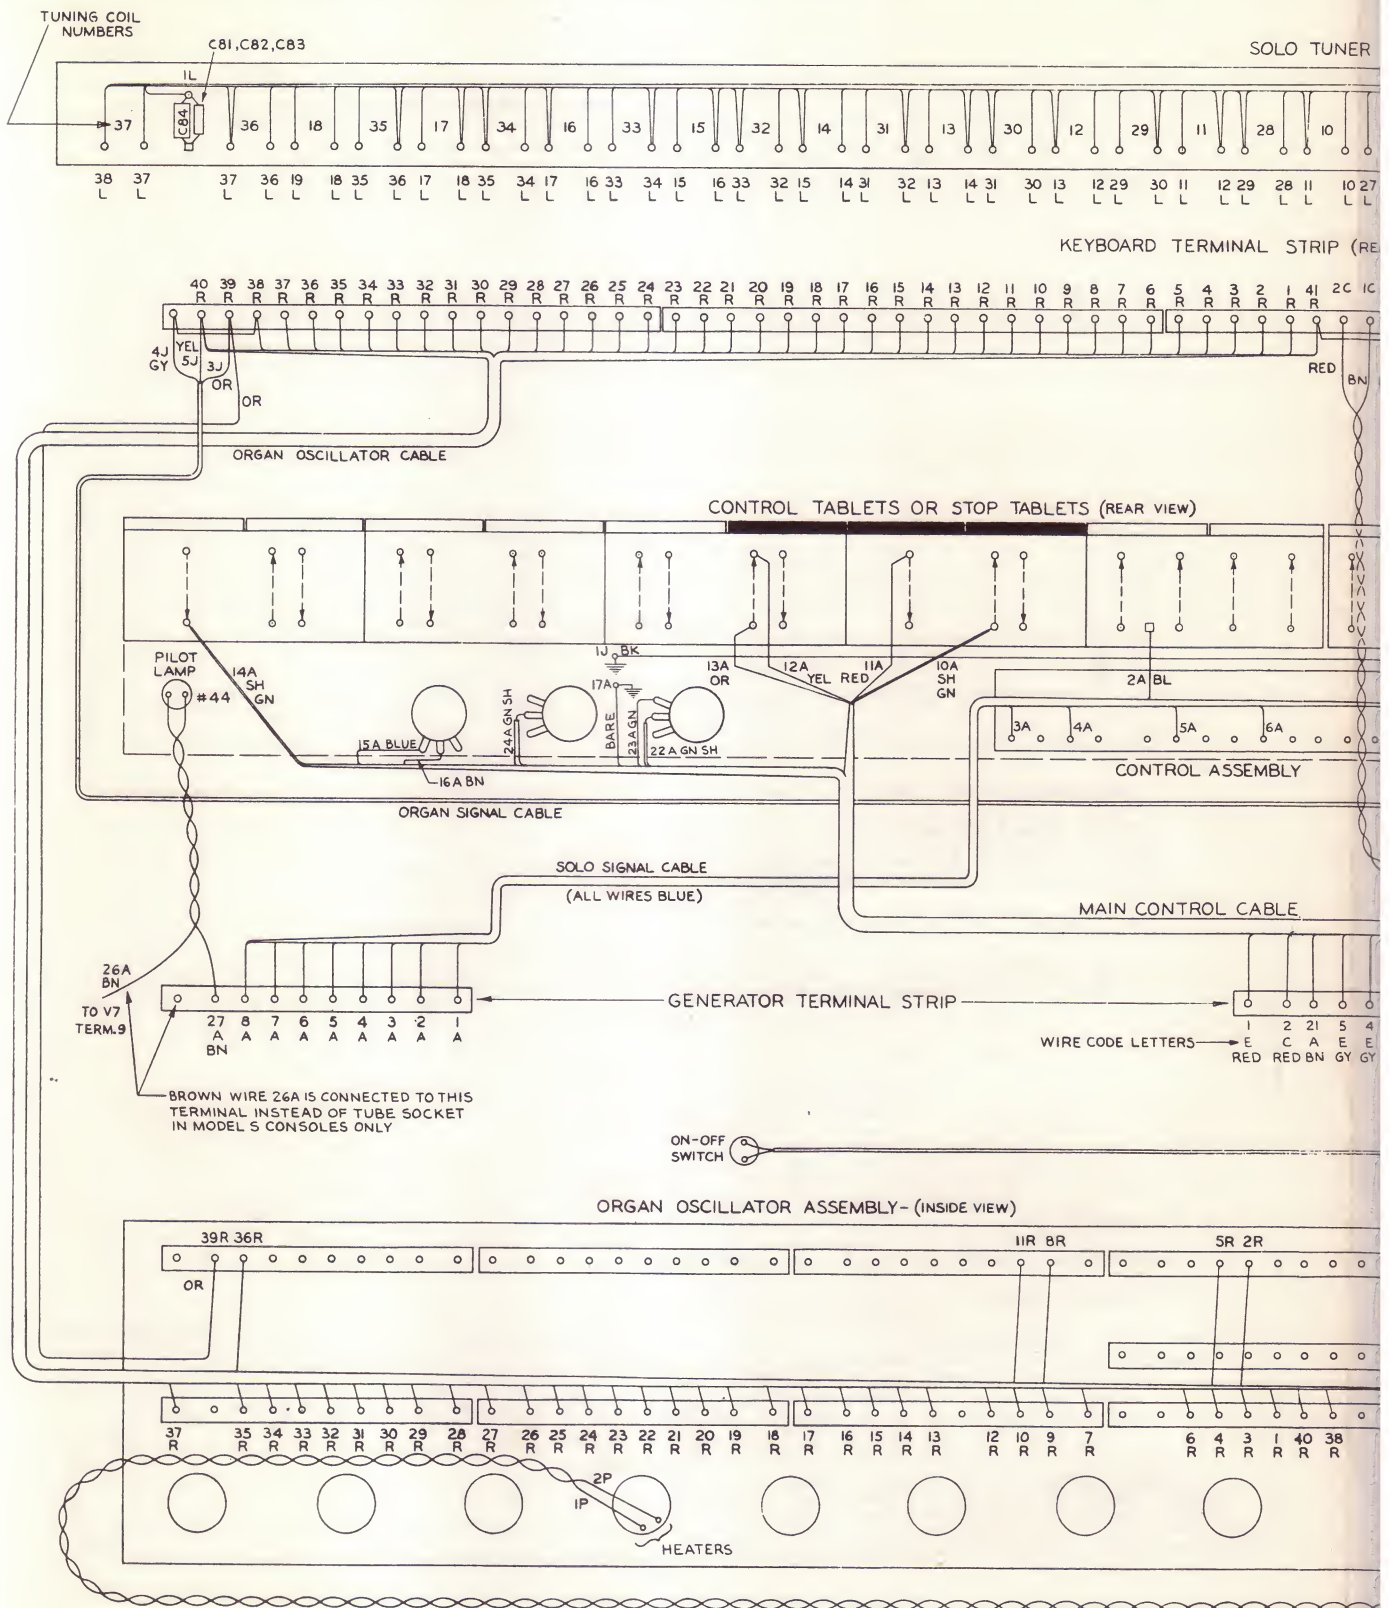 TUNING COIL
NUMBERS
C81,C82,C83
SOLO TUNER
1L
C84
37 36 18 35 17 34 16 33 15 32 14 31 13 30 12 29 11 28 10
38 37 37 36 19 18 35 36 17 18 35 34 17 16 33 34 15 16 33 32 15 14 31 32 13 14 31 30 13 12 29 30 11 12 29 28 11 10 27
L L L L L L L L L L L L L L L L L L L L L L L L L L L L L L L L L L L L L L L
KEYBOARD TERMINAL STRIP (RE
40 39 38 37 36 35 34 33 32 31 30 29 28 27 26 25 24 23 22 21 20 19 18 17 16 15 14 13 12 11 10 9 8 7 6 5 4 3 2 1 41 2C 1C
R R R R R R R R R R R R R R R R R R R R R R R R R R R R R R R R R R R R R R R R R
4J
GY
YEL
5J
3J
OR
OR
RED
BN
ORGAN OSCILLATOR CABLE
CONTROL TABLETS OR STOP TABLETS (REAR VIEW)
PILOT
LAMP
#44
14A
SH
GN
1J BK
17A
BARE
24A GN SH
23A GN
22A GN SH
15A BLUE
16A BN
13A
OR
12A
YEL
11A
RED
10A
SH
GN
2A BL
3A 4A 5A 6A
CONTROL ASSEMBLY
ORGAN SIGNAL CABLE
SOLO SIGNAL CABLE
(ALL WIRES BLUE)
MAIN CONTROL CABLE
26A
BN
TO V7
TERM.9
GENERATOR TERMINAL STRIP
27 8 7 6 5 4 3 2 1
A A A A A A A A A
BN
1 2 21 5 4
WIRE CODE LETTERS E C A E E
RED RED BN GY GY
BROWN WIRE 26A IS CONNECTED TO THIS
TERMINAL INSTEAD OF TUBE SOCKET
IN MODEL S CONSOLES ONLY
ON-OFF
SWITCH
ORGAN OSCILLATOR ASSEMBLY-(INSIDE VIEW)
39R 36R 11R 8R 5R 2R
OR
37 35 34 33 32 31 30 29 28 27 26 25 24 23 22 21 20 19 18 17 16 15 14 13 12 10 9 7 6 4 3 1 40 38
R R R R R R R R R R R R R R R R R R R R R R R R R R R R R R R R R R
2P
1P
HEATERS